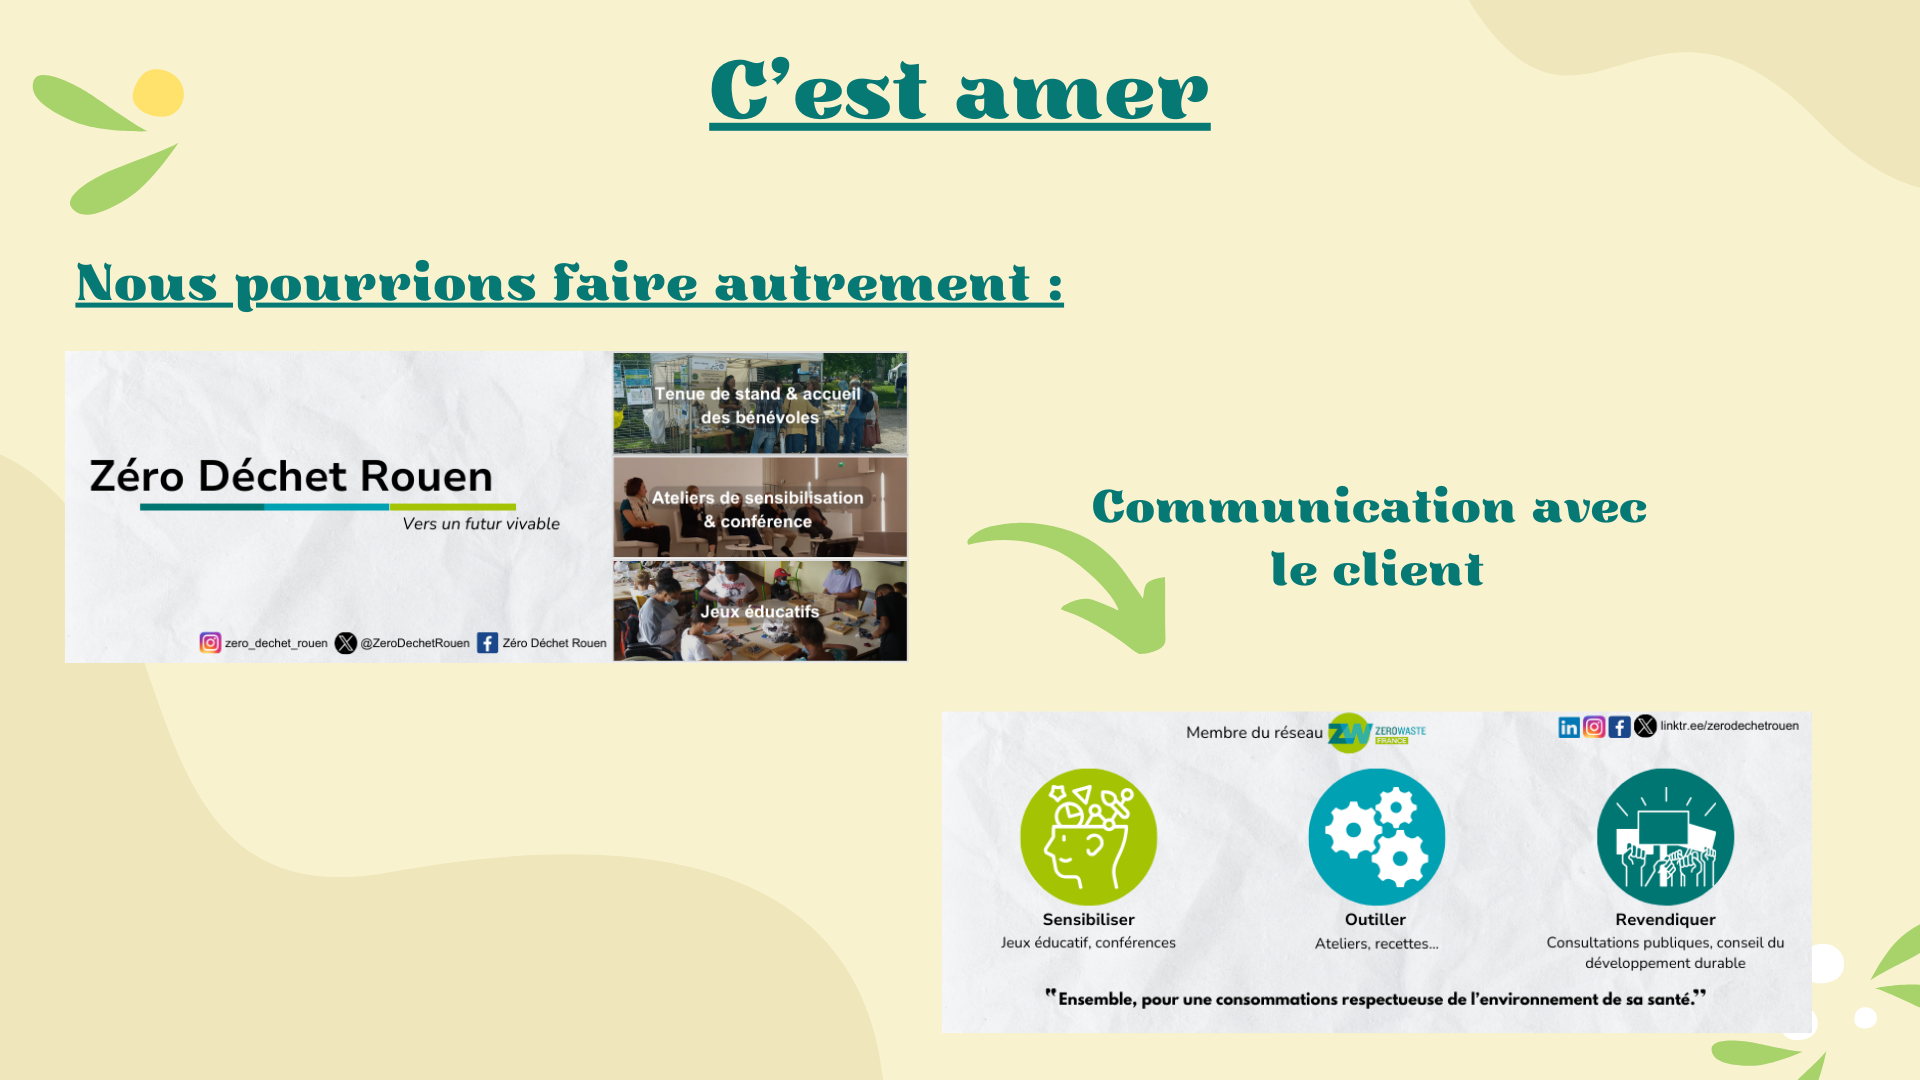 C’est amer
Nous pourrions faire autrement :
Zéro Déchet Rouen
Vers un futur vivable
zero_dechet_rouen @ZeroDechetRouen Zéro Déchet Rouen
Tenue de stand & accueil
des bénévoles
Ateliers de sensibilisation
& conférence
Jeux éducatifs
Communication avec
le client
Membre du réseau ZW ZEROWASTE
FRANCE
linktr.ee/zerodechetrouen
Sensibiliser
Jeux éducatif, conférences
Outiller
Ateliers, recettes...
Revendiquer
Consultations publiques, conseil du
développement durable
‟Ensemble, pour une consommations respectueuse de l’environnement de sa santé.”